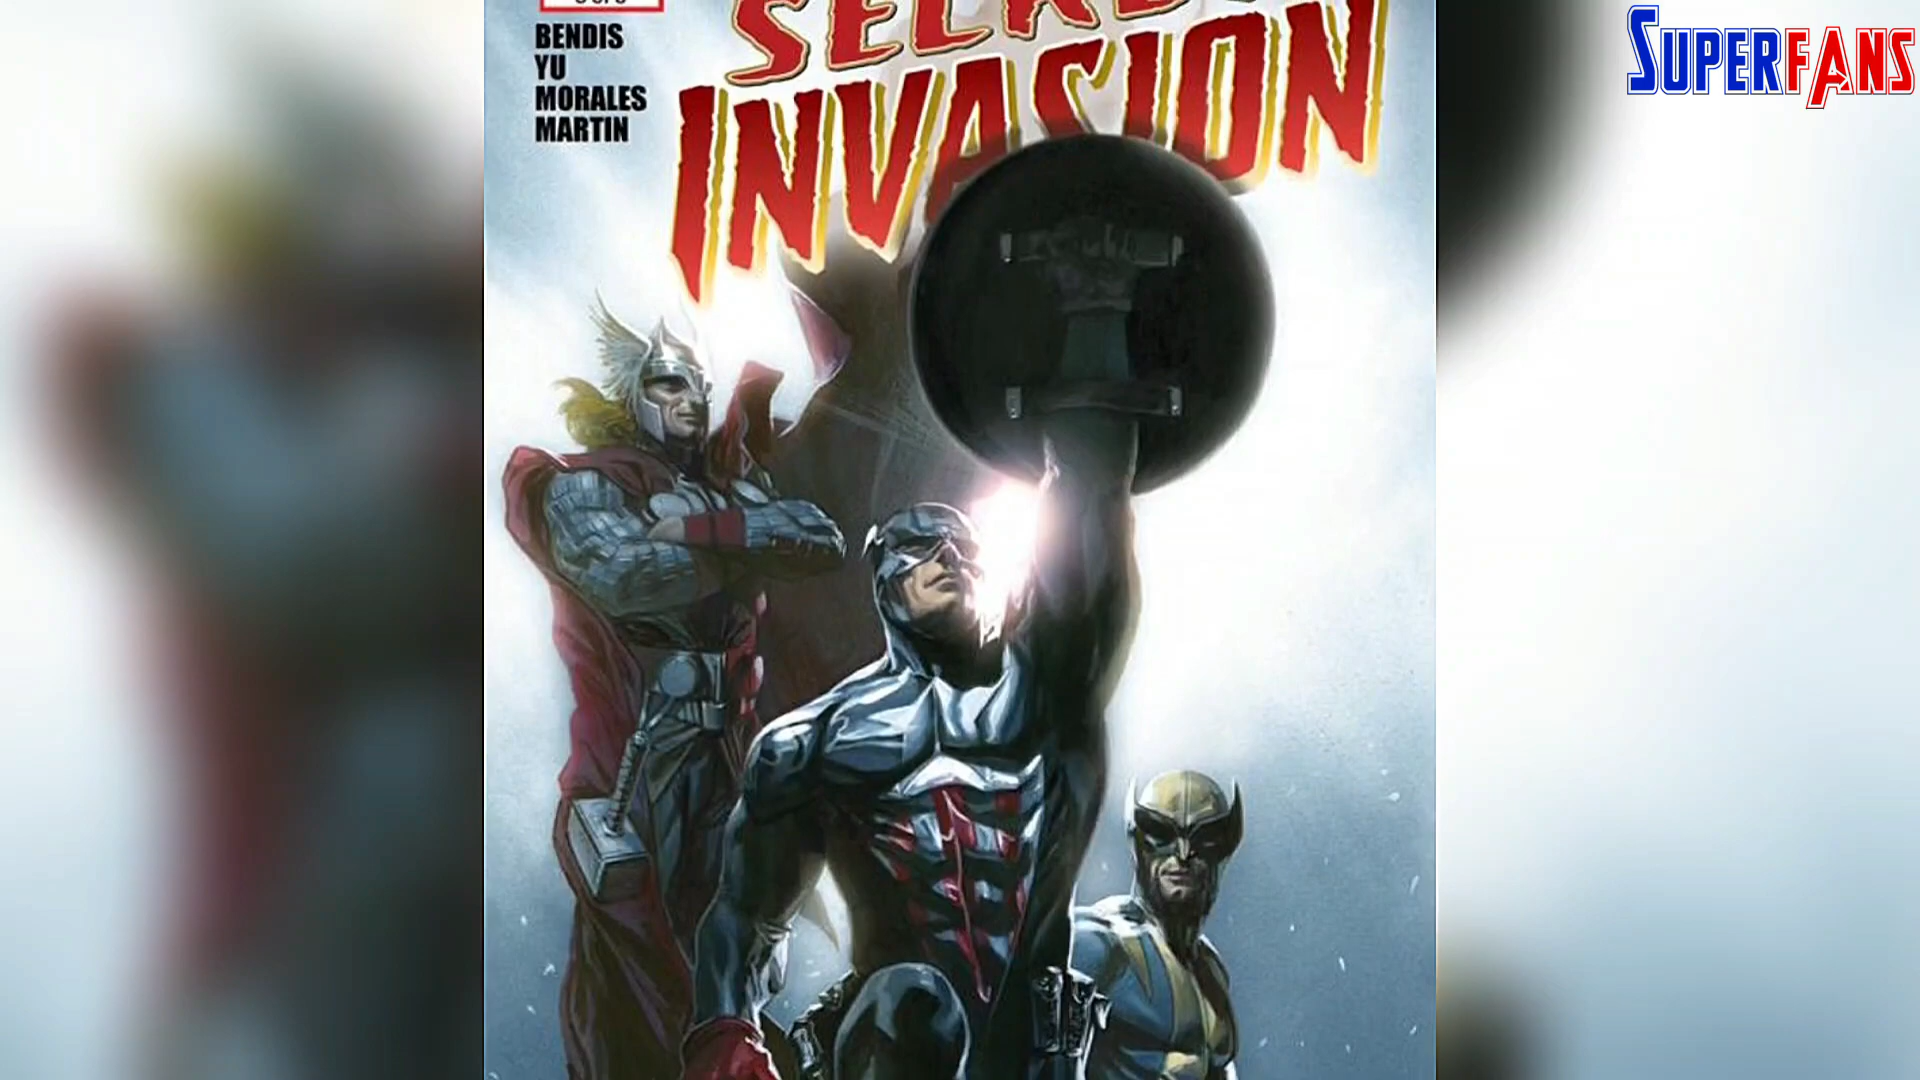 BENDIS
YU
MORALES
MARTIN
INVASION
SUPERFANS